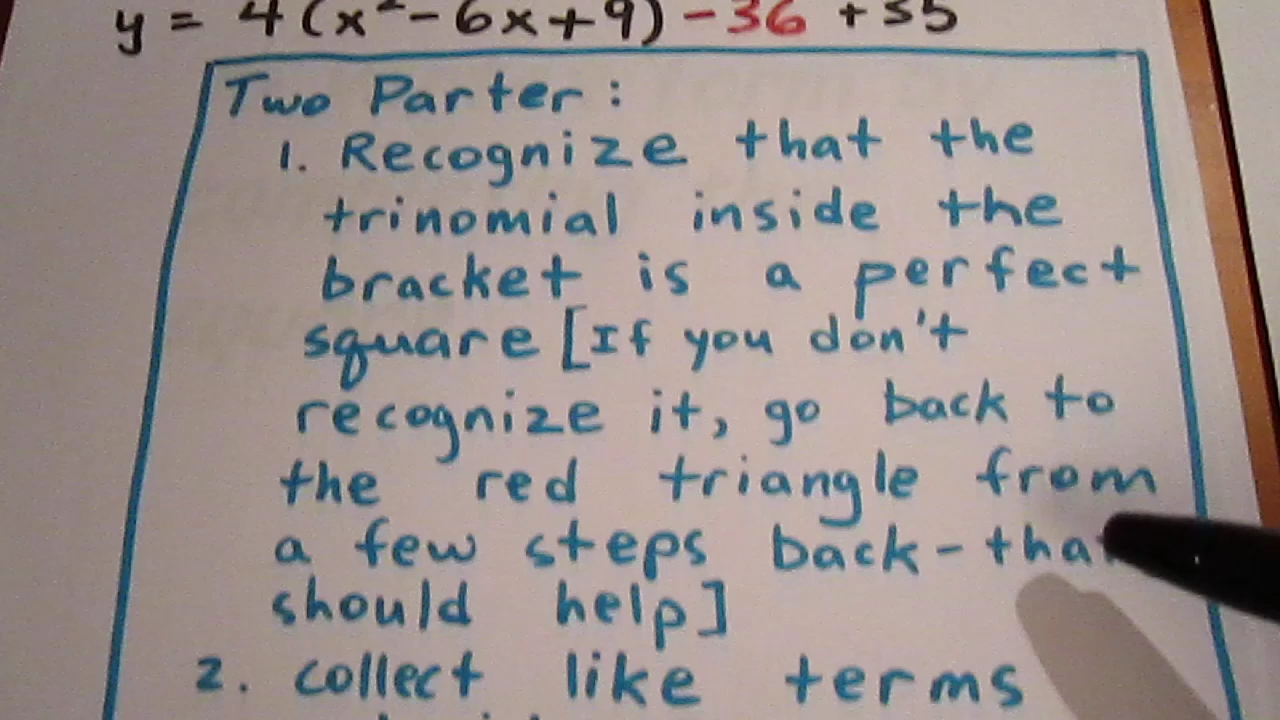 y = 4(x² - 6x + 9) - 36 + 35
Two Parter:
1. Recognize that the
trinomial inside the
bracket is a perfect
square [If you don't
recognize it, go back to
the red triangle from
a few steps back - that
should help]
2. collect like terms